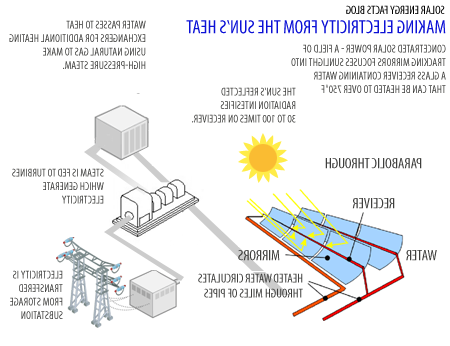 SOLAR ENERGY FACTS BLOG
MAKING ELECTRICITY FROM THE SUN'S HEAT
CONCENTRATED SOLAR POWER - A FIELD OF
TRACKING MIRRORS FOCUSES SUNLIGHT INTO
A GLASS RECEIVER CONTAINING WATER
THAT CAN BE HEATED TO OVER 750°F
WATER PASSES WATER TO HEAT
EXCHANGERS FOR ADDITIONAL HEATING
USING NATURAL GAS TO MAKE
HIGH-PRESSURE STEAM.
THE SUN'S REFLECTED
RADIATION INTENSIFIES
30 TO 100 TIMES ON RECEIVER.
PARABOLIC THROUGH
RECEIVER
MIRRORS
WATER
HEATED WATER CIRCULATES
THROUGH MILES OF PIPES
STEAM IS FED TO TURBINES
WHICH GENERATE
ELECTRICITY
ELECTRICITY IS
TRANSFERED
FROM STORAGE
SUBSTATION